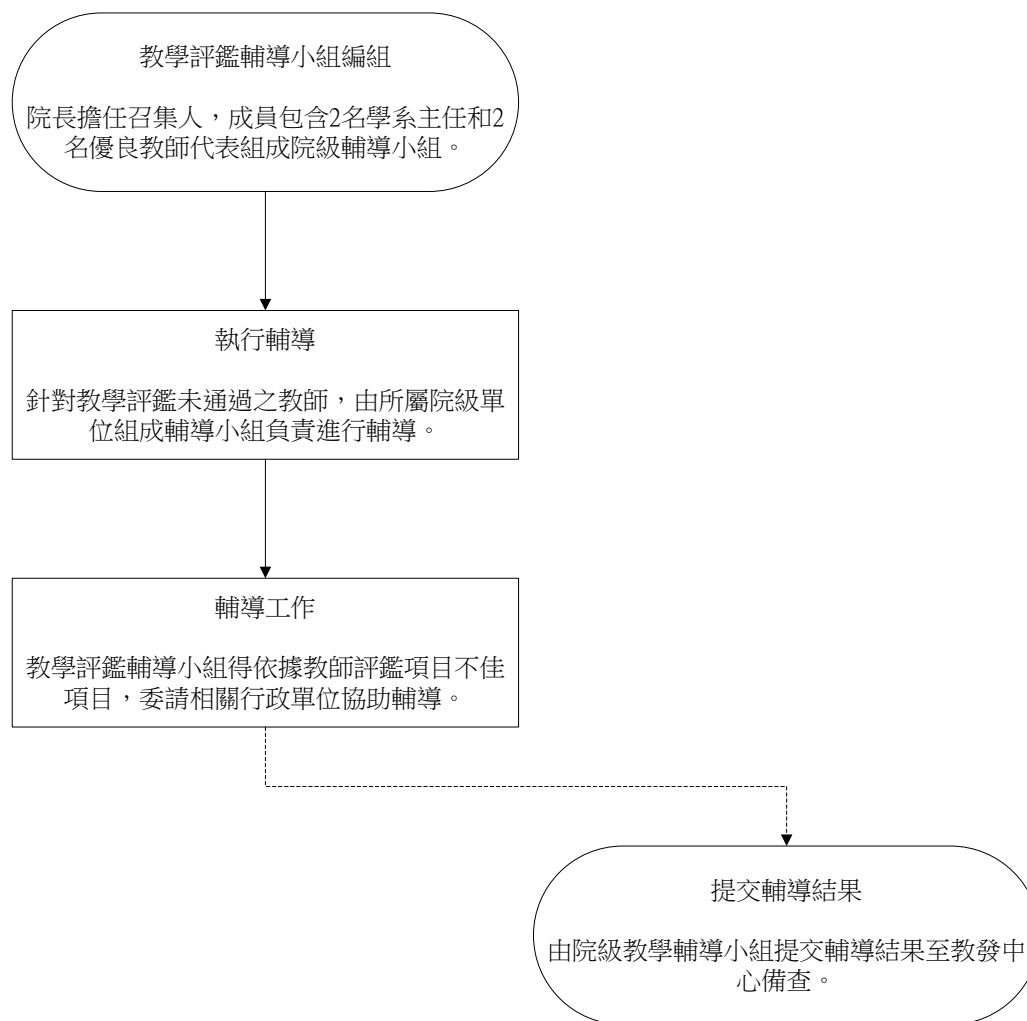 教學評鑑輔導小組編組
院長擔任召集人，成員包含2名學系主任和2
名優良教師代表組成院級輔導小組。
執行輔導
針對教學評鑑未通過之教師，由所屬院級單
位組成輔導小組負責進行輔導。
輔導工作
教學評鑑輔導小組得依據教師評鑑項目不佳
項目，委請相關行政單位協助輔導。
提交輔導結果
由院級教學輔導小組提交輔導結果至教發中
心備查。